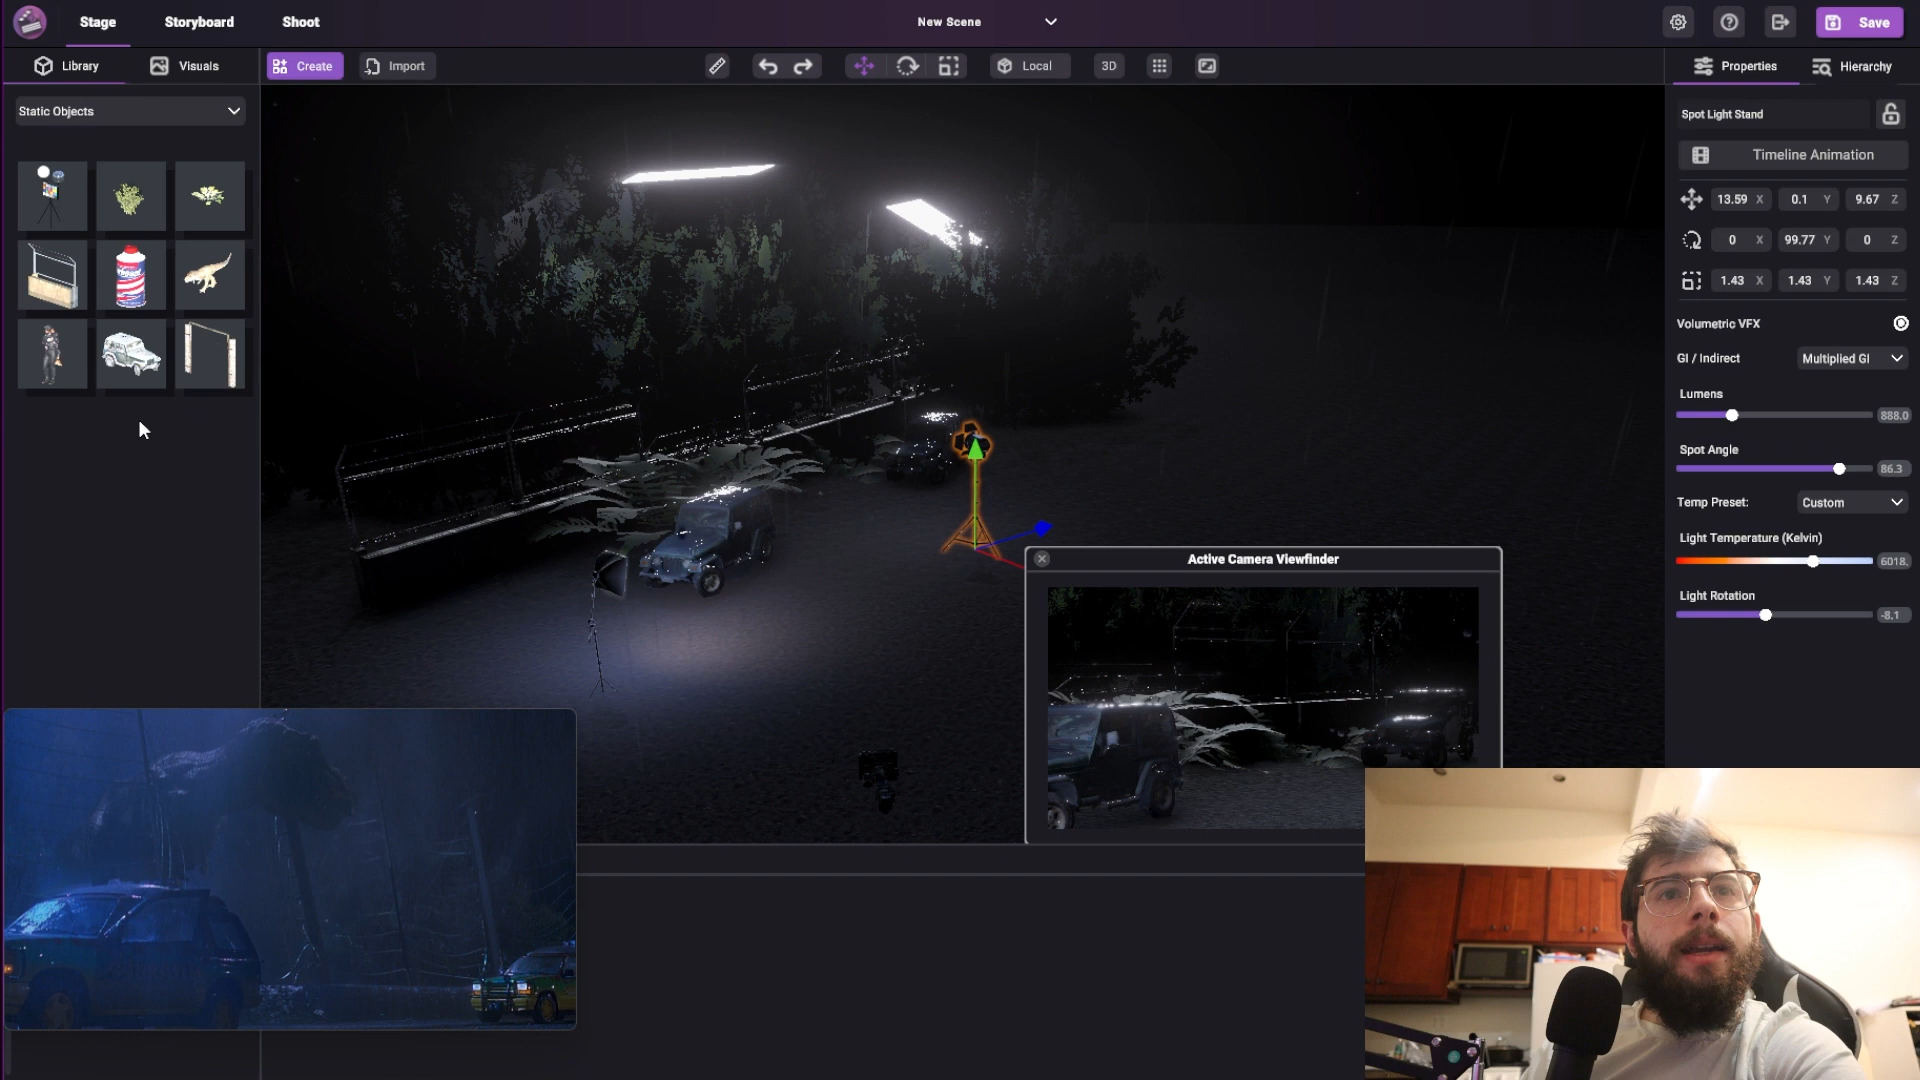 Stage
Storyboard
Shoot
New Scene
Save
Library
Visuals
Create
Import
Local
3D
Properties
Hierarchy
Static Objects
Spot Light Stand
Timeline Animation
13.59 X 0.1 Y 9.67 Z
0 X 99.77 Y 0 Z
1.43 X 1.43 Y 1.43 Z
Volumetric VFX
GI / Indirect Multiplied GI
Lumens
888.0
Spot Angle
86.3
Temp Preset: Custom
Light Temperature (Kelvin)
6018.
Light Rotation
-8.1
Active Camera Viewfinder